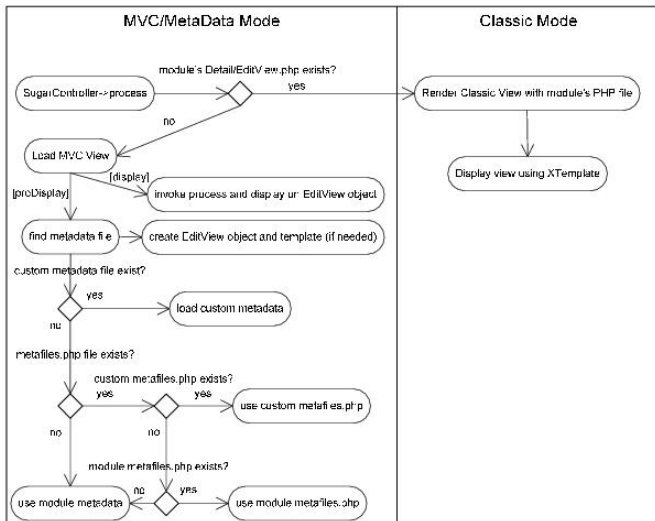 MVC/MetaData Mode
Classic Mode
module's Detail/EditView.php exists?
SugarController->process
yes
Render Classic View with module's PHP file
no
Load MVC View
Display view using XTemplate
[display]
[preDisplay]
invoke process and display on EditView object
find metadata file
create EditView object and template (if needed)
custom metadata file exist?
yes
load custom metadata
no
metafiles.php file exists?
custom metafiles.php exists?
yes
yes
use custom metafiles.php
no
no
module metafiles.php exists?
use module metadata
no
yes
use module metafiles.php